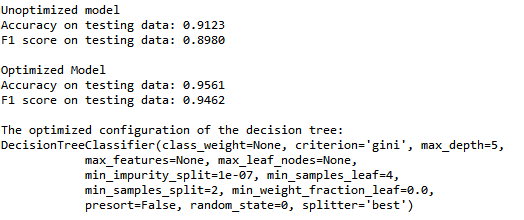 Unoptimized model
Accuracy on testing data: 0.9123
F1 score on testing data: 0.8980

Optimized Model
Accuracy on testing data: 0.9561
F1 score on testing data: 0.9462

The optimized configuration of the decision tree:
DecisionTreeClassifier(class_weight=None, criterion='gini', max_depth=5,
            max_features=None, max_leaf_nodes=None,
            min_impurity_split=1e-07, min_samples_leaf=4,
            min_samples_split=2, min_weight_fraction_leaf=0.0,
            presort=False, random_state=0, splitter='best')